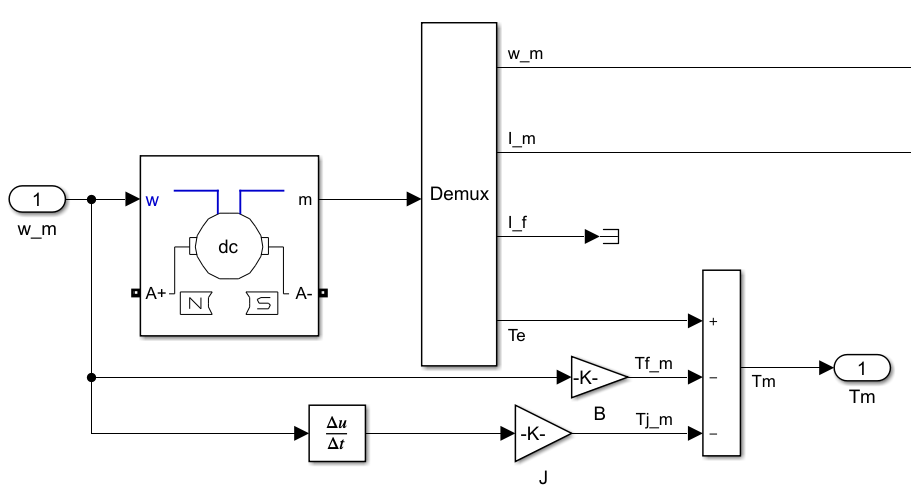 w_m
I_m
Demux
1
w_m
w
m
dc
I_f
A+
N
S
A-
Te
+
Tf_m
-K-
−
Tm
1
Tm
B
Δu
Δt
-K-
Tj_m
−
J